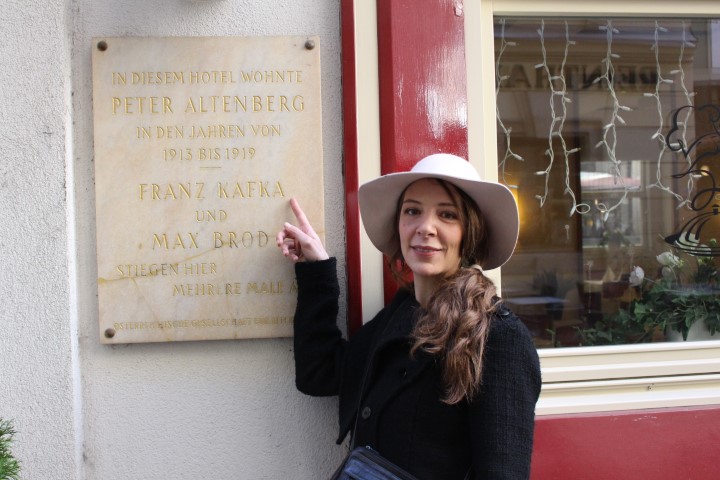 IN DIESEM HOTEL WOHNTE
PETER ALTENBERG
IN DEN JAHREN VON
1913 BIS 1919
FRANZ KAFKA
UND
MAX BROD
STIEGEN HIER
MEHRERE MALE A